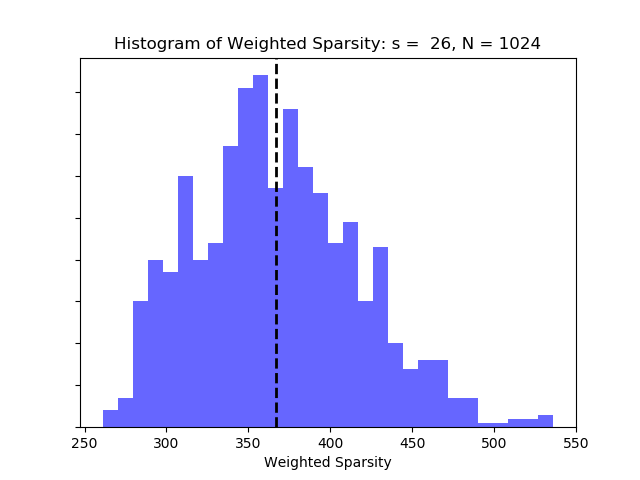 Histogram of Weighted Sparsity: s =  26, N = 1024
250 300 350 400 450 500 550
Weighted Sparsity